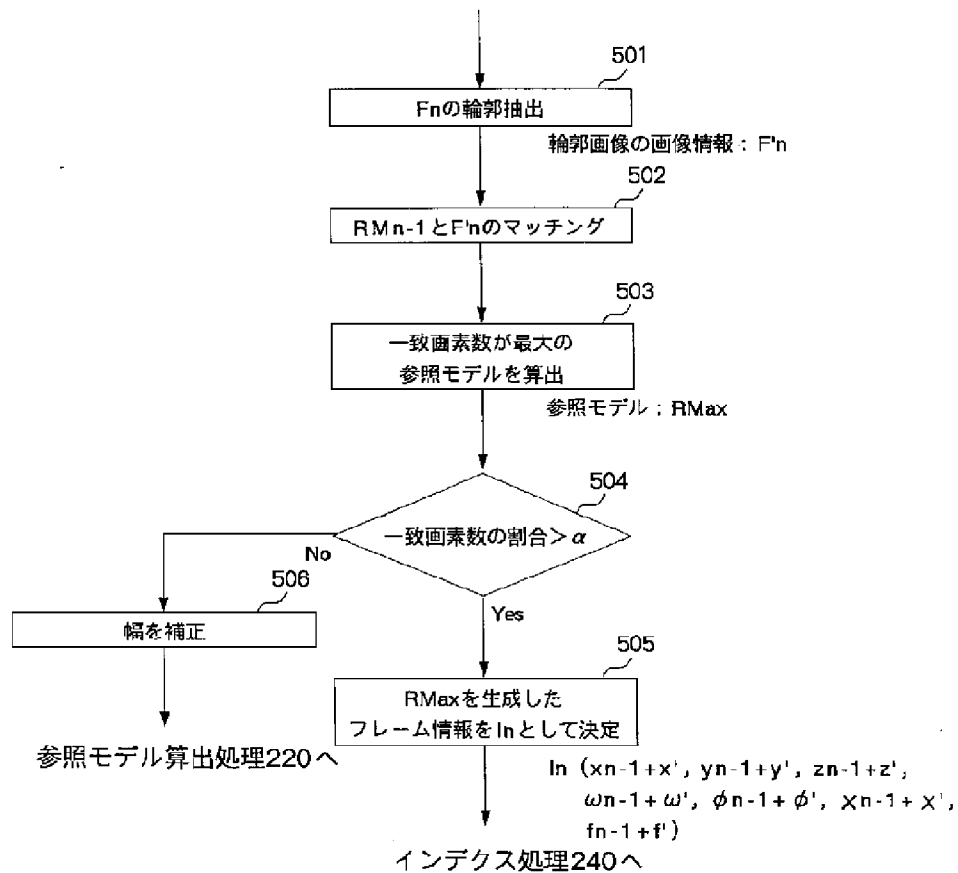 501
Fnの輪郭抽出
輪郭画像の画像情報：F'n
502
RMn-1とF'nのマッチング
503
一致画素数が最大の
参照モデルを算出
参照モデル；RMax
504
一致画素数の割合＞α
No
506
Yes
幅を補正
505
RMaxを生成した
フレーム情報をInとして決定
参照モデル算出処理220へ
In (xn-1+x', yn-1+y', zn-1+z',
ωn-1+ω', φn-1+φ', χn-1+χ',
fn-1+f')
インデクス処理240へ